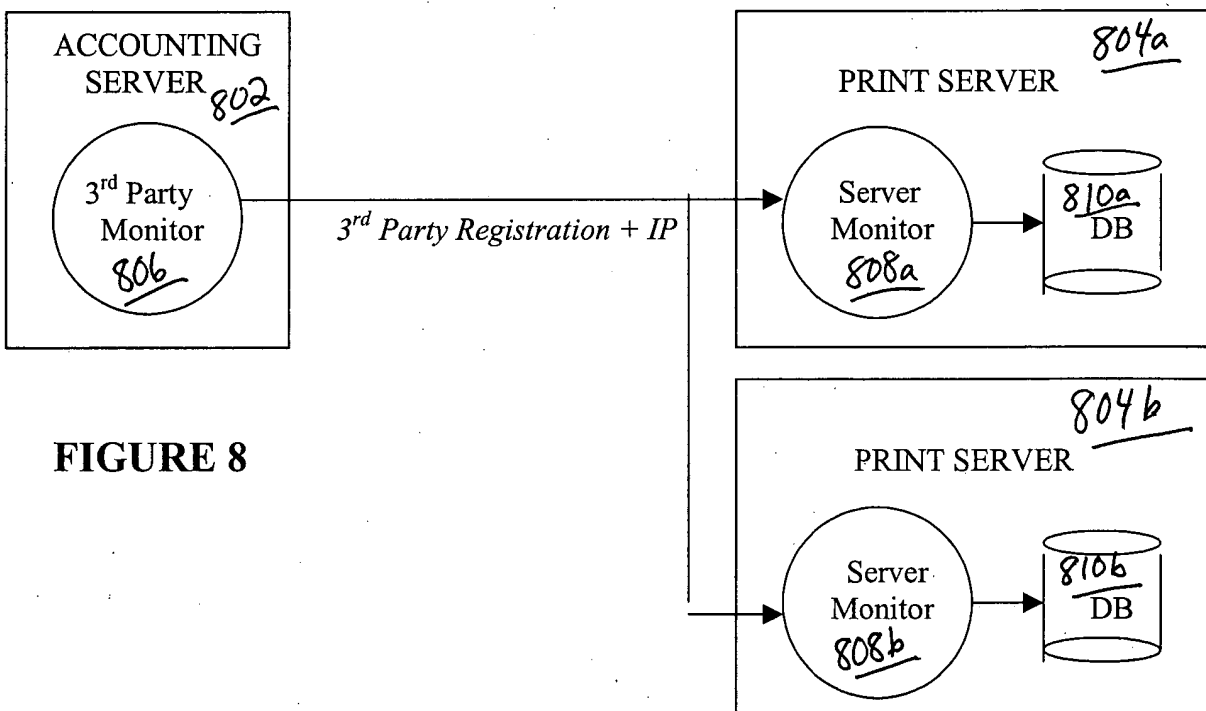 ACCOUNTING
SERVER
802
3rd Party
Monitor
806
3rd Party Registration + IP
PRINT SERVER
804a
Server
Monitor
808a
810a
DB
FIGURE 8
PRINT SERVER
804b
Server
Monitor
808b
810b
DB